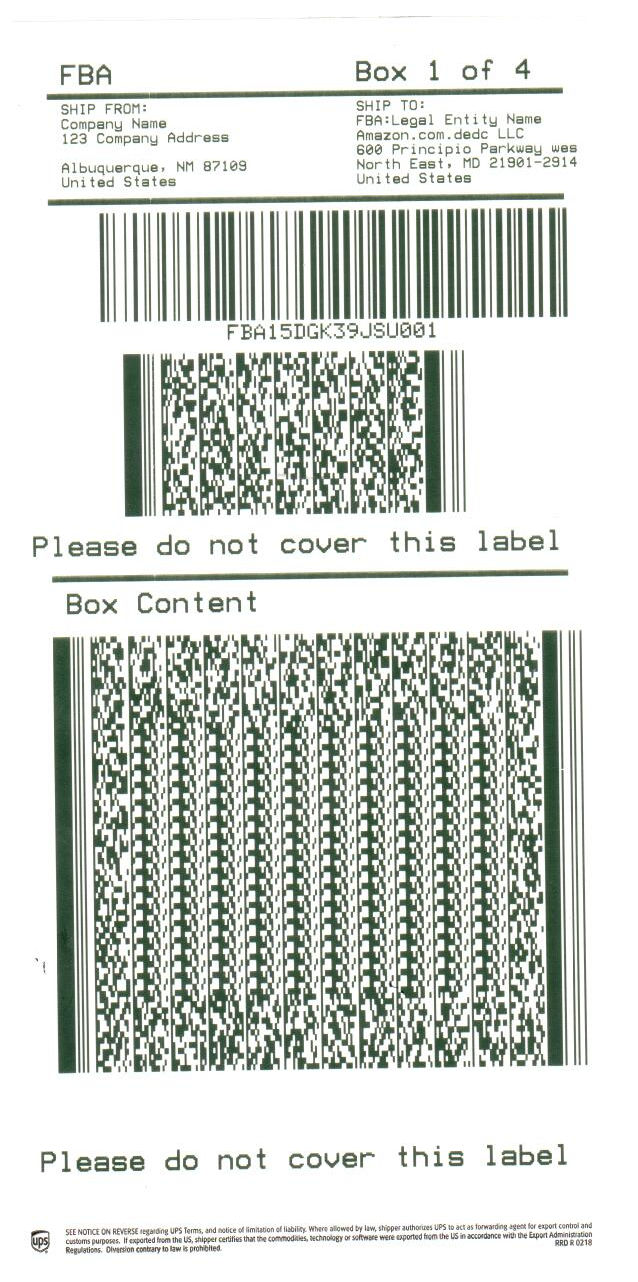 FBA
Box 1 of 4
SHIP FROM:
Company Name
123 Company Address
Albuquerque, NM 87109
United States
SHIP TO:
FBA:Legal Entity Name
Amazon.com.dedc LLC
600 Principio Parkway wes
North East, MD 21901-2914
United States
FBA15DGK39JSU001
Please do not cover this label
Box Content
Please do not cover this label
ups
SEE NOTICE ON REVERSE regarding UPS Terms, and notice of limitation of liability. Where allowed by law, shipper authorizes UPS to act as forwarding agent for export control and
customs purposes. If exported from the US, shipper certifies that the commodities, technology or software were exported from the US in accordance with the Export Administration
Regulations. Diversion contrary to law is prohibited.
RRD R 0218